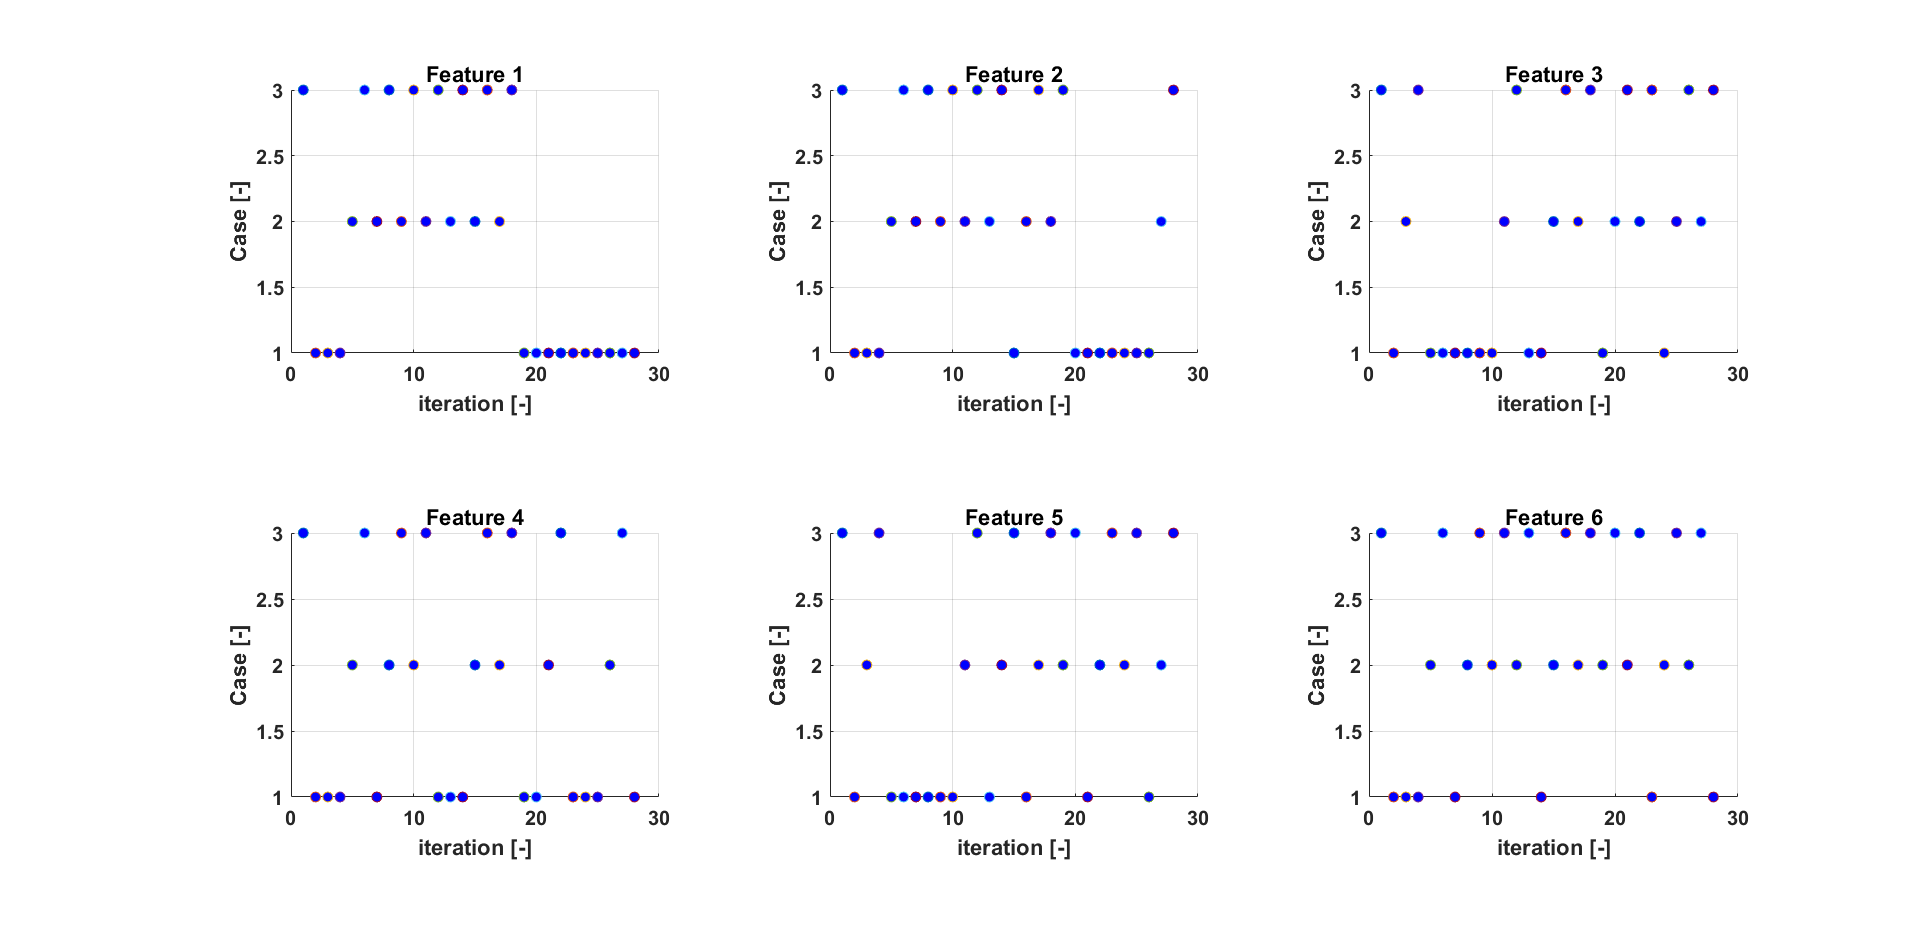 Feature 1
3
2.5
2
1.5
1
Case [-]
0 10 20 30
iteration [-]
Feature 2
3
2.5
2
1.5
1
Case [-]
0 10 20 30
iteration [-]
Feature 3
3
2.5
2
1.5
1
Case [-]
0 10 20 30
iteration [-]
Feature 4
3
2.5
2
1.5
1
Case [-]
0 10 20 30
iteration [-]
Feature 5
3
2.5
2
1.5
1
Case [-]
0 10 20 30
iteration [-]
Feature 6
3
2.5
2
1.5
1
Case [-]
0 10 20 30
iteration [-]